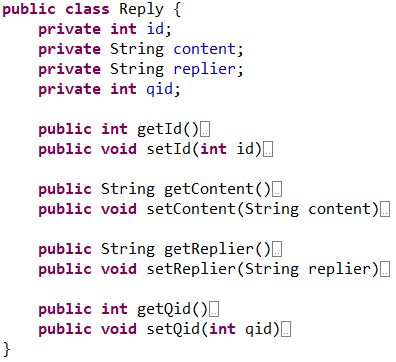 public class Reply {
    private int id;
    private String content;
    private String replier;
    private int qid;

    public int getId()
    public void setId(int id)

    public String getContent()
    public void setContent(String content)

    public String getReplier()
    public void setReplier(String replier)

    public int getQid()
    public void setQid(int qid)
}